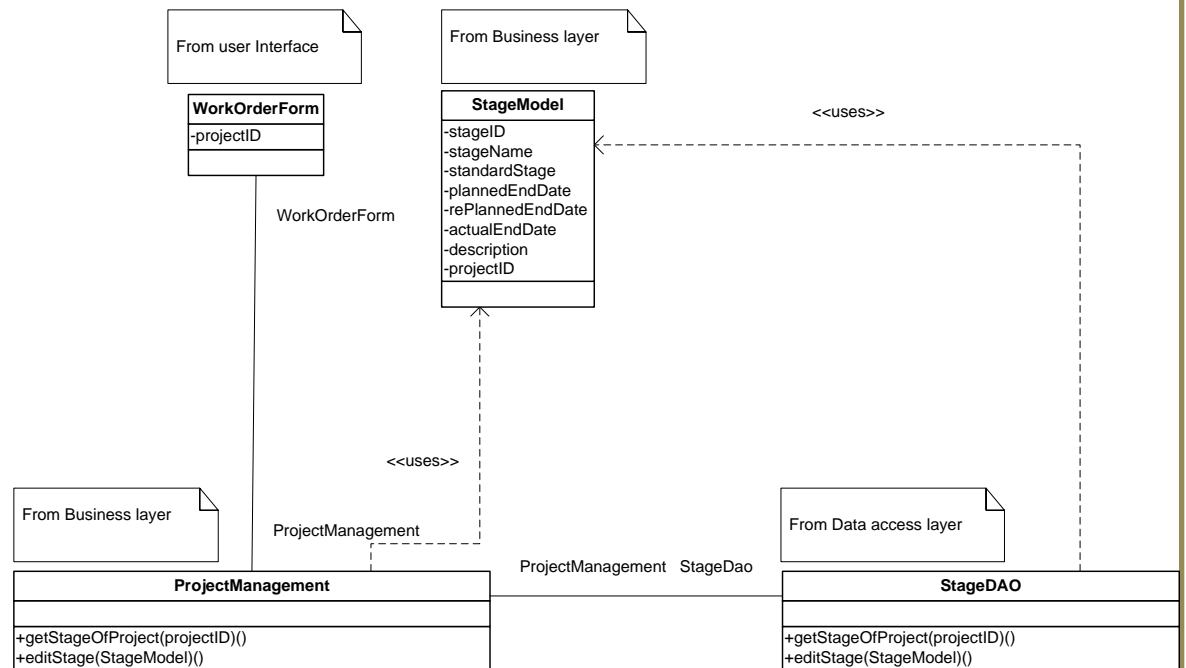 From user Interface
From Business layer
WorkOrderForm
-projectID
StageModel
-stageID
-stageName
-standardStage
-plannedEndDate
-rePlannedEndDate
-actualEndDate
-description
-projectID
<<uses>>
WorkOrderForm
<<uses>>
From Business layer
ProjectManagement
From Data access layer
ProjectManagement StageDao
ProjectManagement
+getStageOfProject(projectID)()
+editStage(StageModel)()
StageDAO
+getStageOfProject(projectID)()
+editStage(StageModel)()